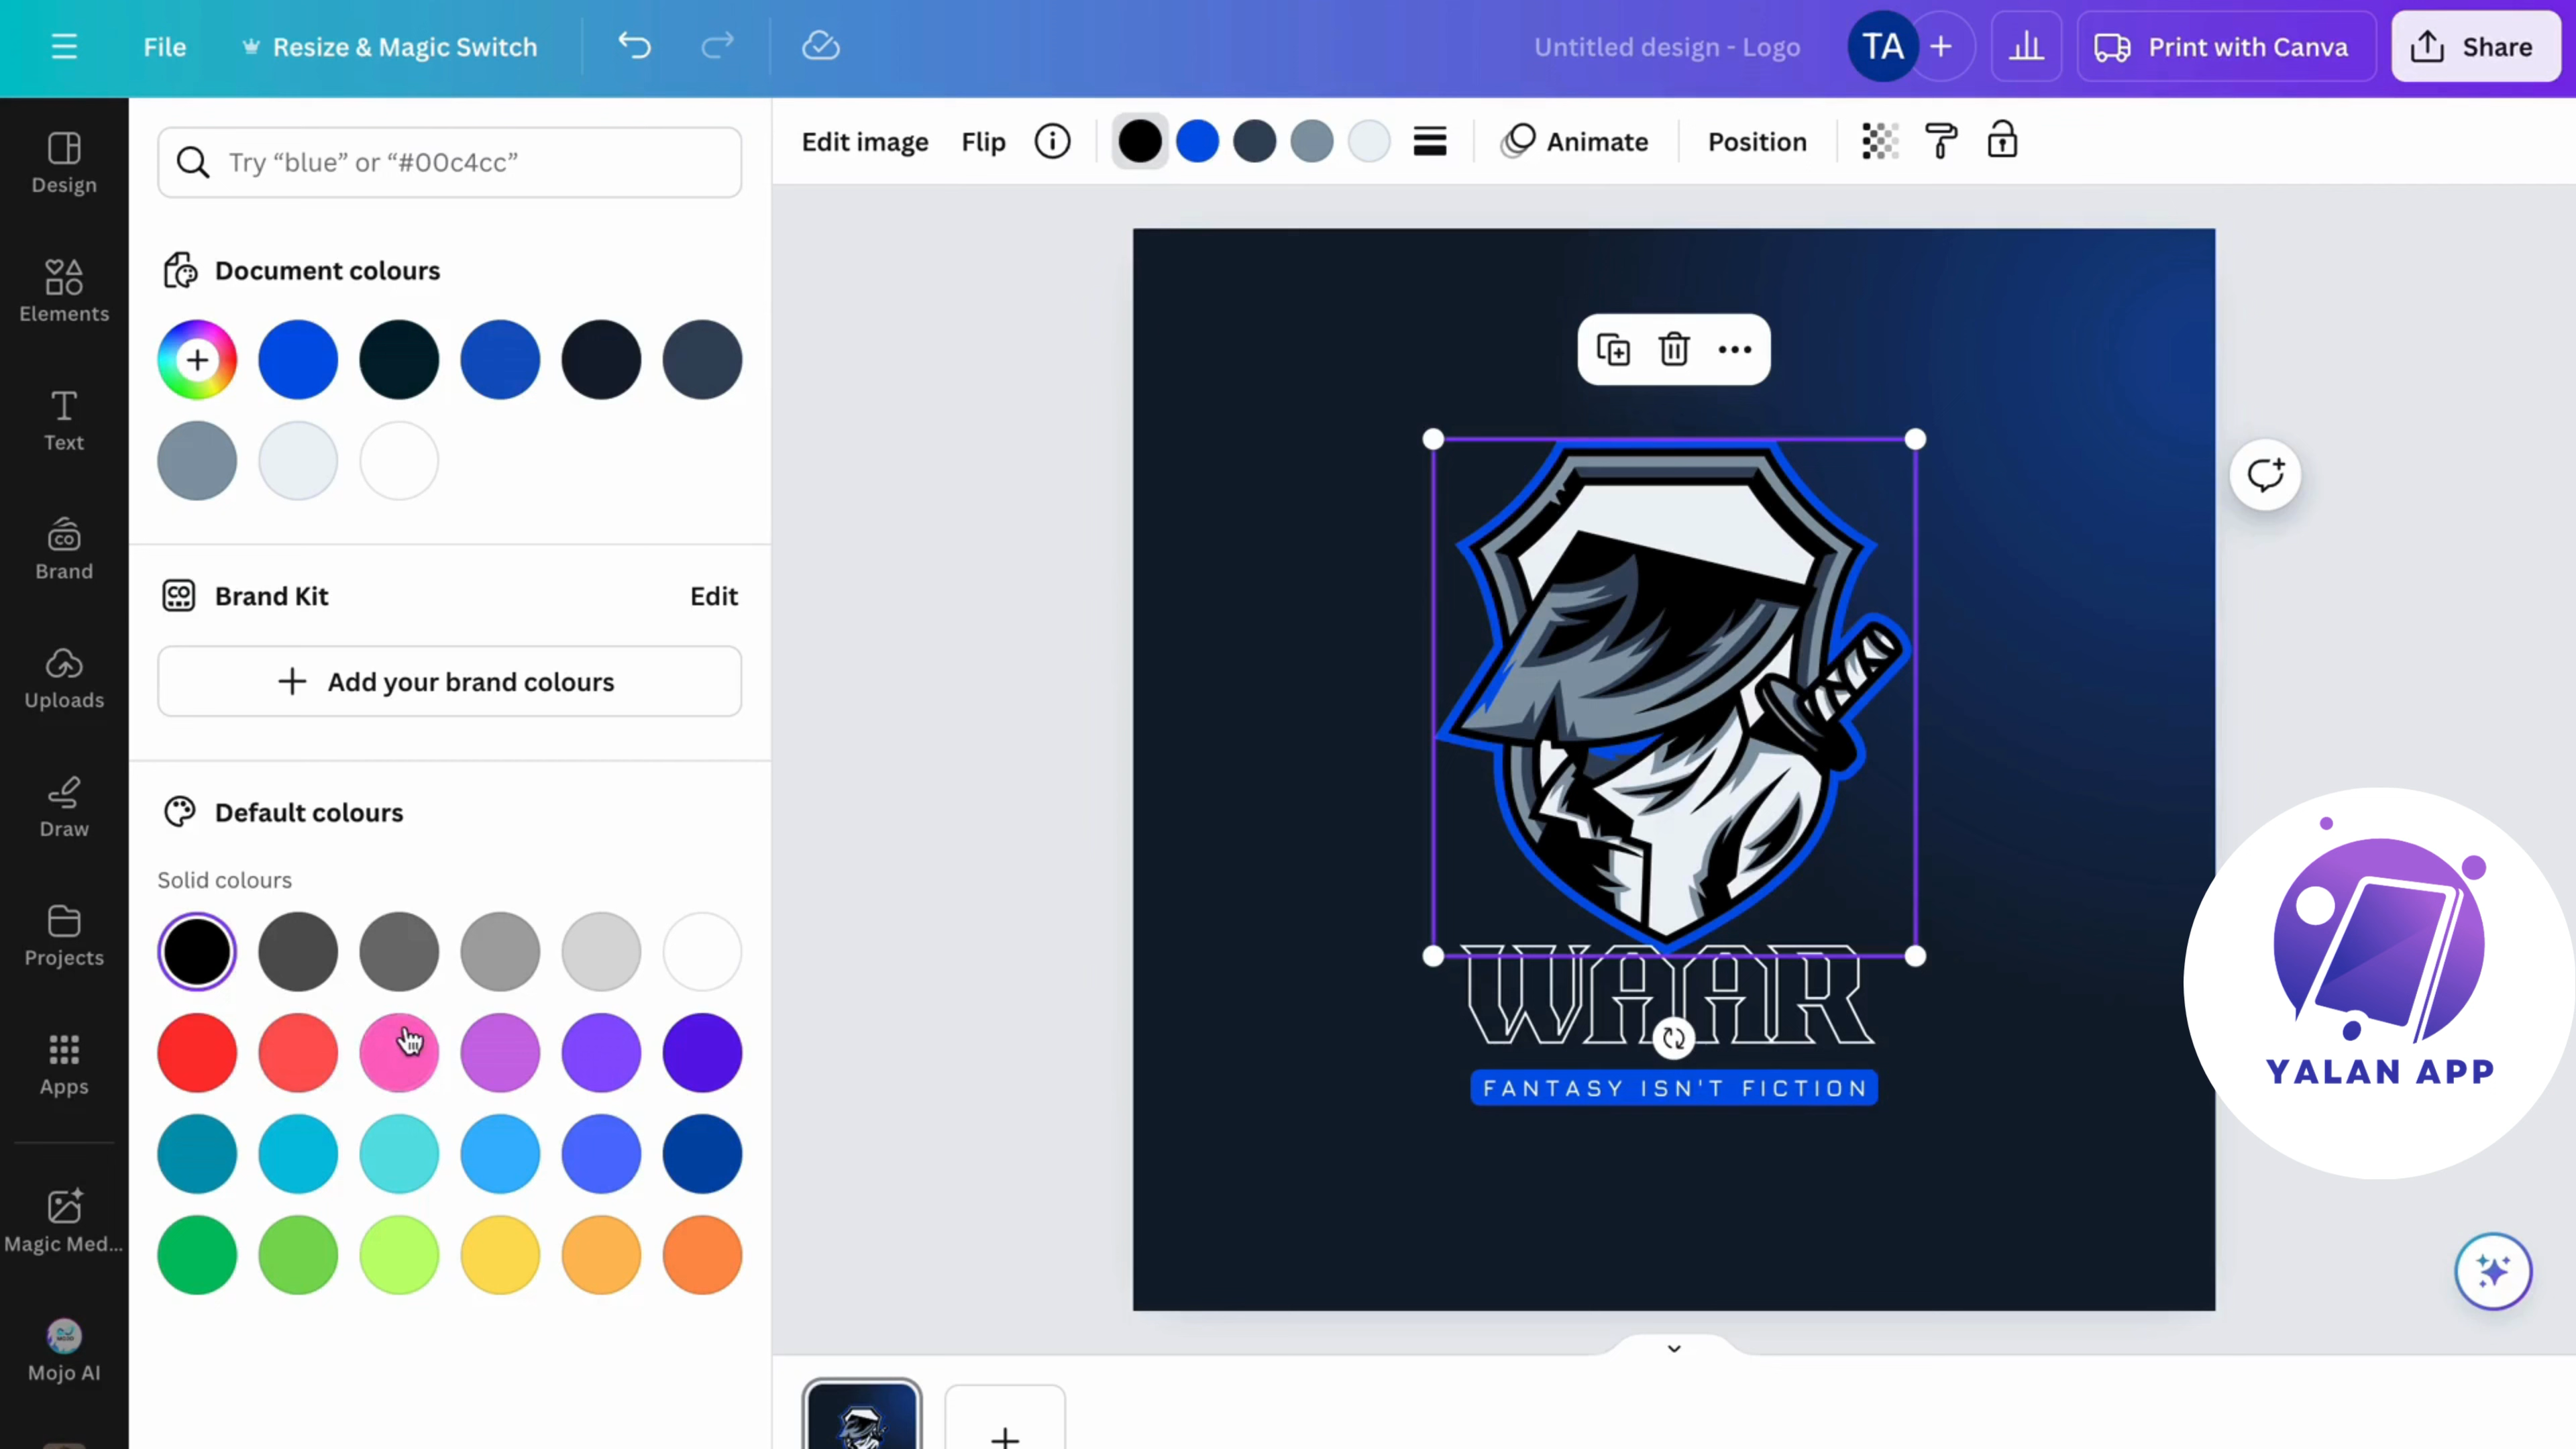 File
Resize & Magic Switch
Untitled design - Logo
TA
Print with Canva
Share
Design
Elements
Text
Brand
Uploads
Draw
Projects
Apps
Magic Med...
Mojo AI
Try “blue” or “#00c4cc”
Document colours
CO
Brand Kit
Edit
Add your brand colours
Default colours
Solid colours
Edit image
Flip
Animate
Position
WAAR
FANTASY ISN'T FICTION
YALAN APP